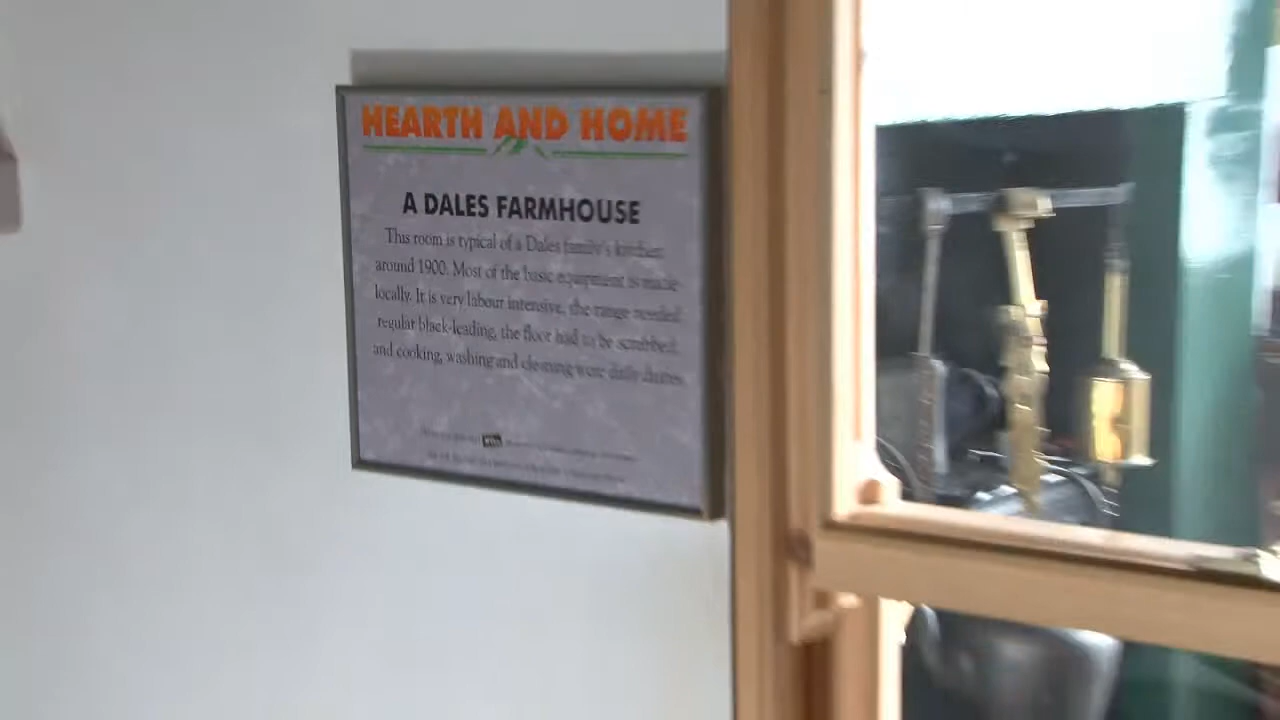 HEARTH AND HOME
A DALES FARMHOUSE
This room is typical of a Dales family's kitchen
around 1900. Most of the basic equipment is made
locally. It is very labour intensive, the range needed
regular black-leading, the floor had to be scrubbed,
and cooking, washing and cleaning were daily chores.